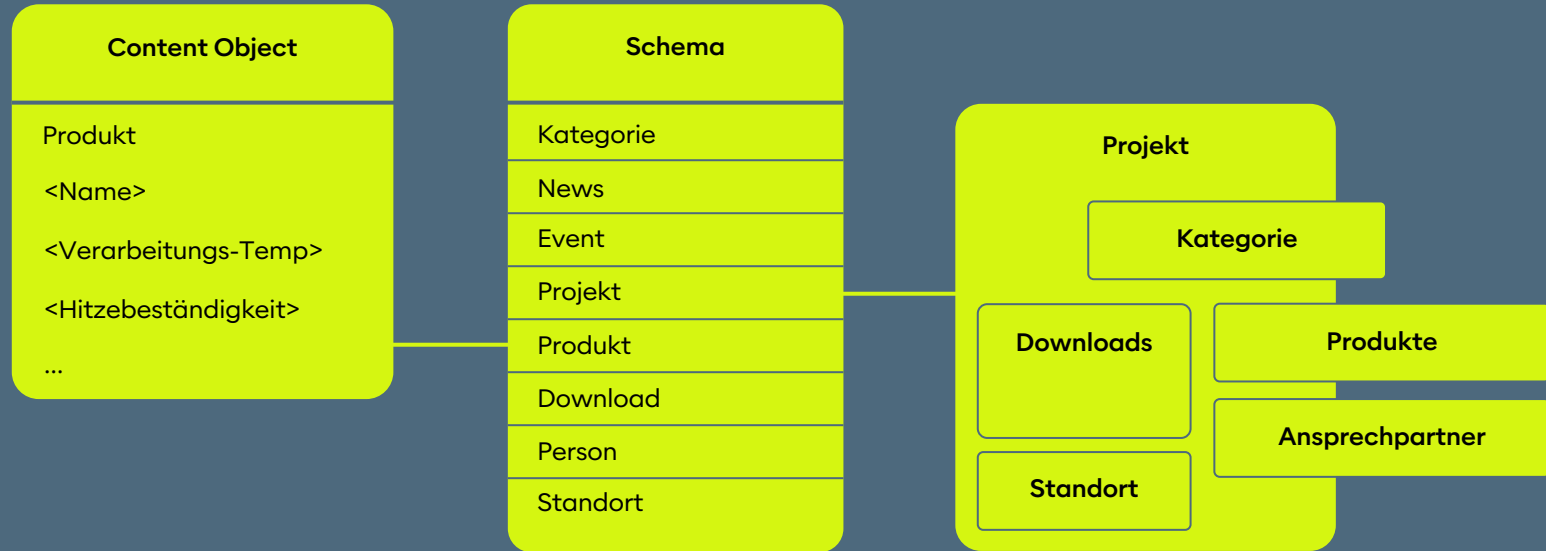 Content Object
Produkt
<Name>
<Verarbeitungs-Temp>
<Hitzebeständigkeit>
...
Schema
Kategorie
News
Event
Projekt
Produkt
Download
Person
Standort
Projekt
Kategorie
Downloads
Produkte
Ansprechpartner
Standort